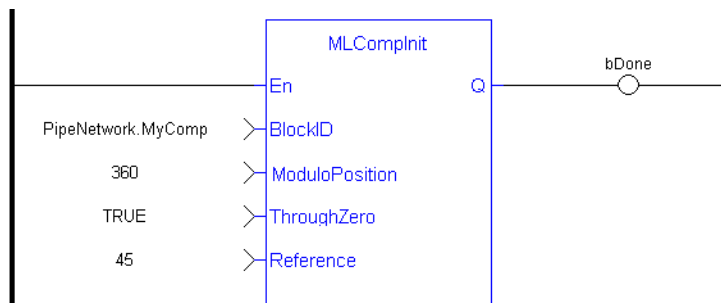 MLCompInit
bDone
En Q
PipeNetwork.MyComp BlockID
360 ModuloPosition
TRUE ThroughZero
45 Reference